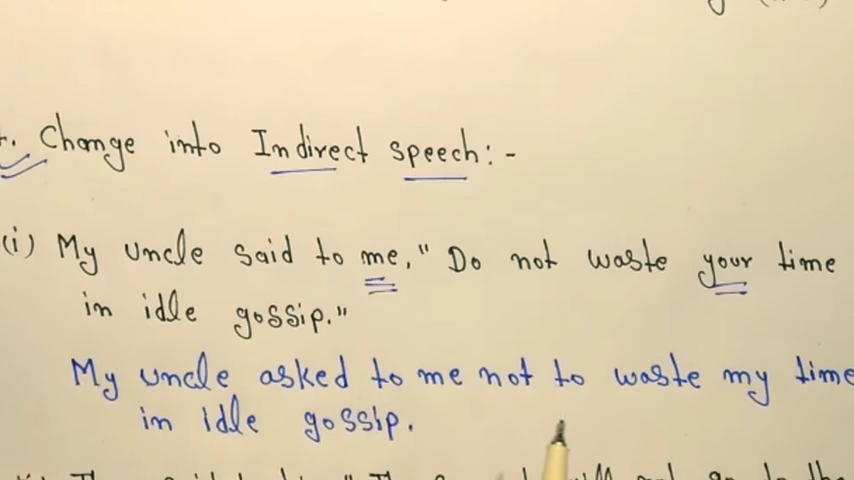 Change into Indirect speech:-
(i) My uncle said to me, "Do not waste your time
in idle gossip."
My uncle asked to me not to waste my time
in idle gossip.